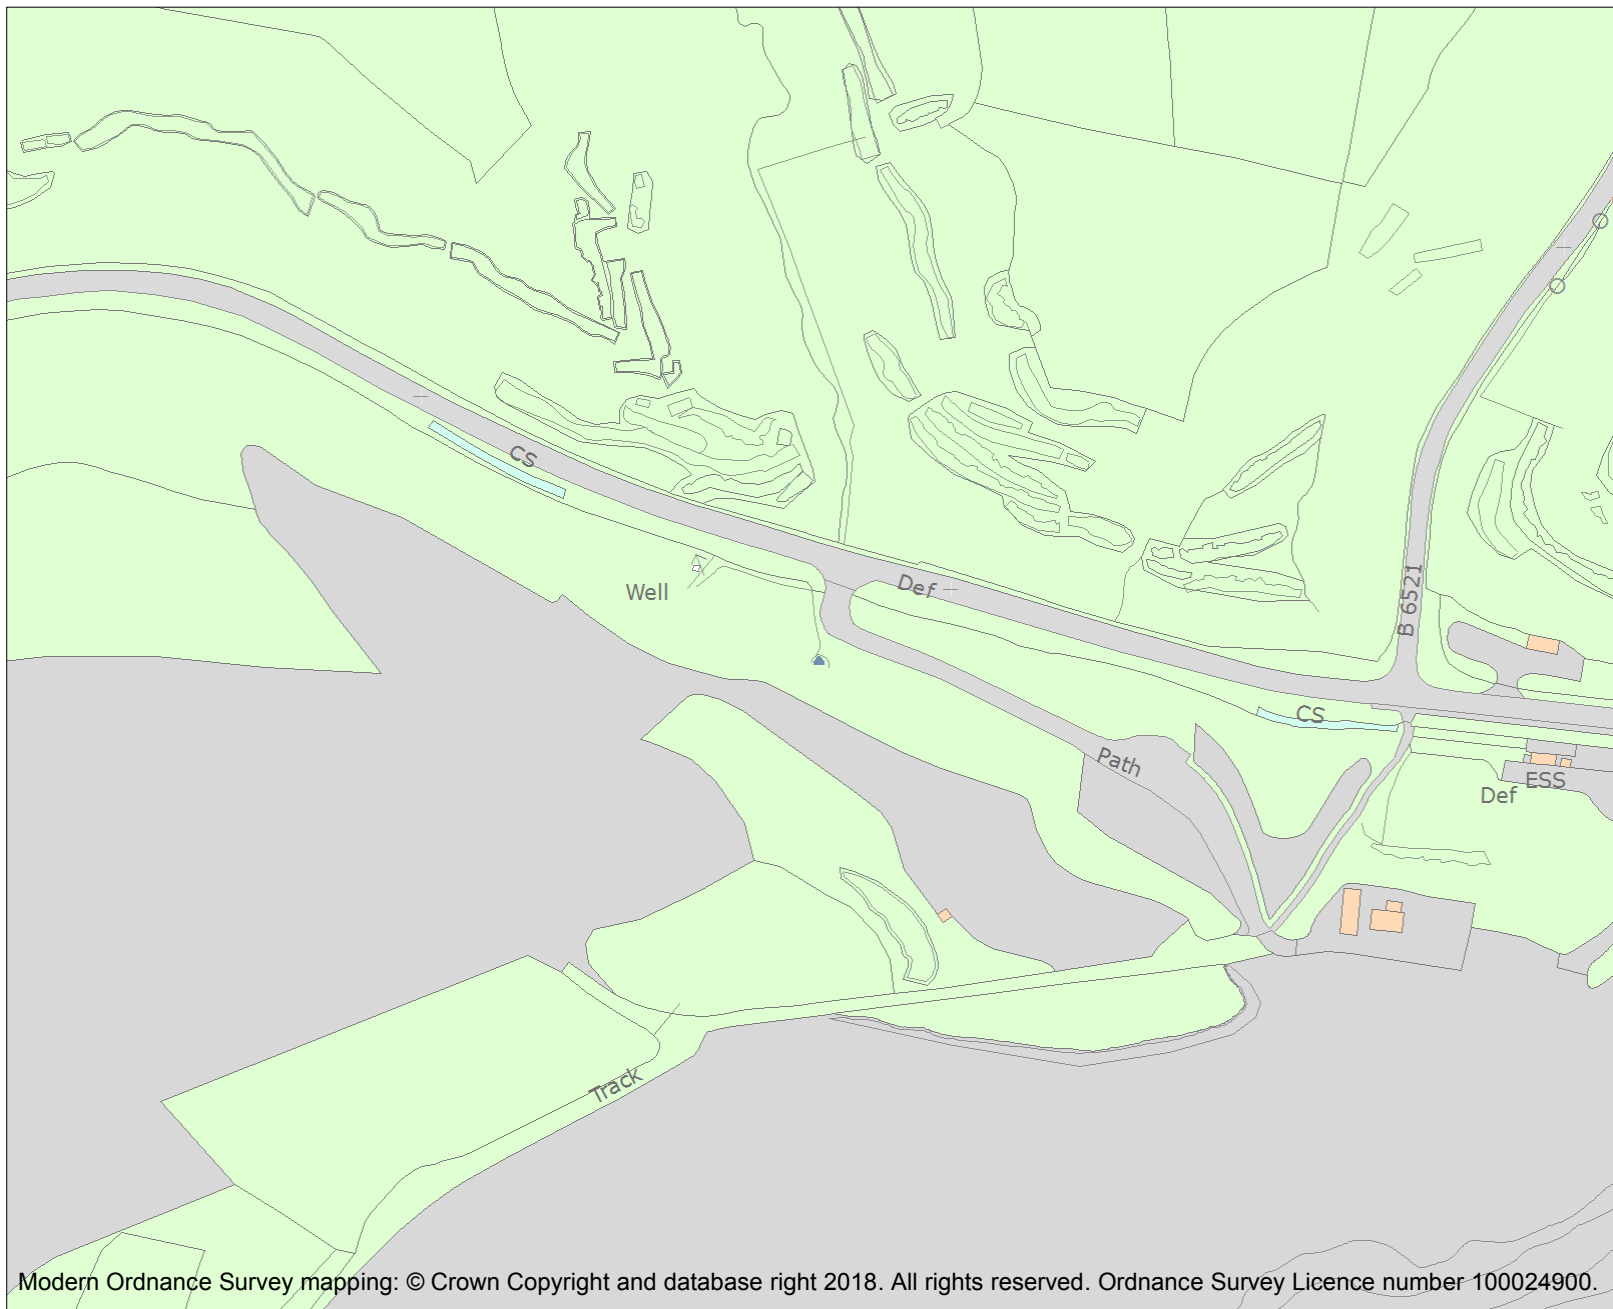 CS
Well
Def
B 6521
CS
Path
ESS
Def
Track
Modern Ordnance Survey mapping: © Crown Copyright and database right 2018. All rights reserved. Ordnance Survey Licence number 100024900.